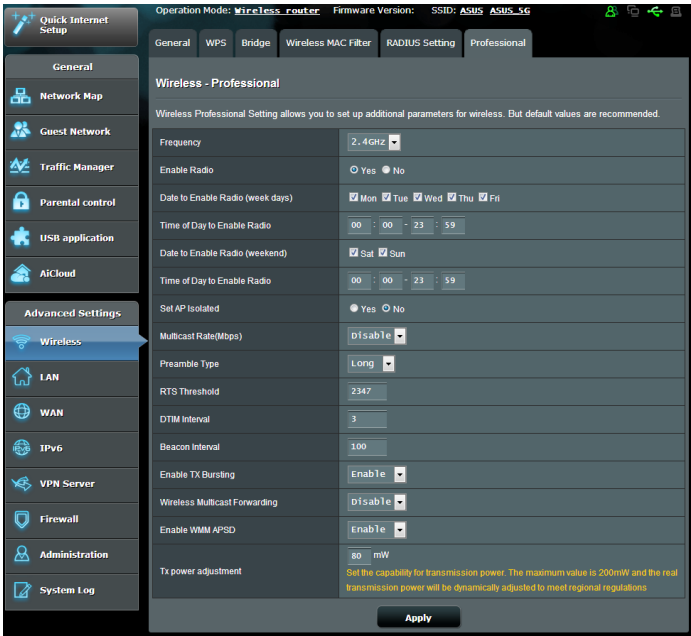 Quick Internet
Setup
General
Network Map
Guest Network
Traffic Manager
Parental control
USB application
AiCloud
Advanced Settings
Wireless
LAN
WAN
IPv6
VPN Server
Firewall
Administration
System Log
Operation Mode: Wireless router Firmware Version: SSID: ASUS ASUS_5G
General WPS Bridge Wireless MAC Filter RADIUS Setting Professional
Wireless - Professional
Wireless Professional Setting allows you to set up additional parameters for wireless. But default values are recommended.
Frequency 2.4GHz
Enable Radio Yes No
Date to Enable Radio (week days) Mon Tue Wed Thu Fri
Time of Day to Enable Radio 00 : 00 - 23 : 59
Date to Enable Radio (weekend) Sat Sun
Time of Day to Enable Radio 00 : 00 - 23 : 59
Set AP Isolated Yes No
Multicast Rate(Mbps) Disable
Preamble Type Long
RTS Threshold 2347
DTIM Interval 3
Beacon Interval 100
Enable TX Bursting Enable
Wireless Multicast Forwarding Disable
Enable WMM APSD Enable
Tx power adjustment 80 mW
Set the capability for transmission power. The maximum value is 200mW and the real
transmission power will be dynamically adjusted to meet regional regulations
Apply